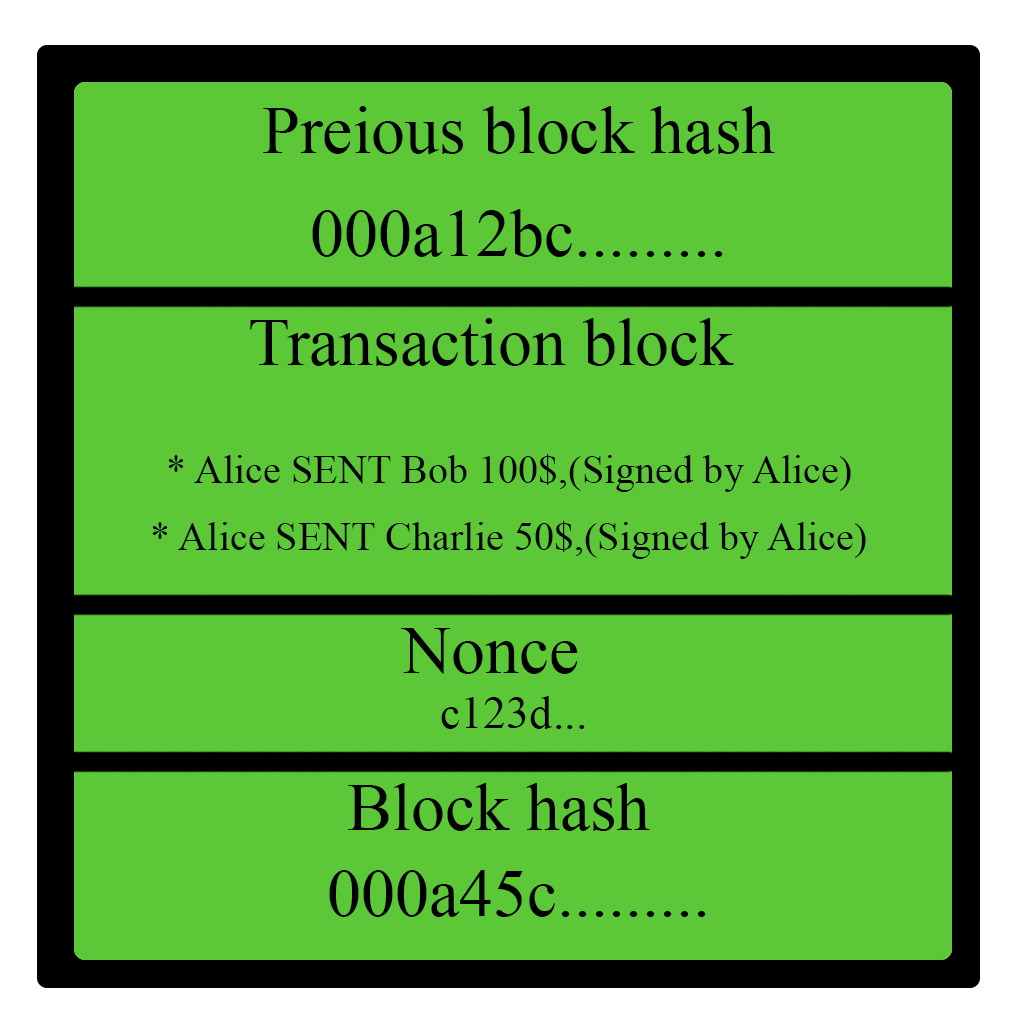 Preious block hash
000a12bc.........
Transaction block
* Alice SENT Bob 100$,(Signed by Alice)
* Alice SENT Charlie 50$,(Signed by Alice)
Nonce
c123d...
Block hash
000a45c.........